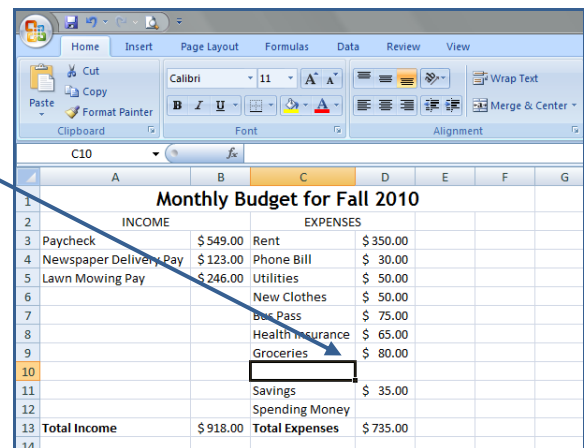 Home Insert Page Layout Formulas Data Review View
Cut
Copy
Format Painter
Paste
Calibri 11 A A
B I U A
Wrap Text
Merge & Center
Clipboard Font Alignment
C10 fx
A B C D E F G
1 Monthly Budget for Fall 2010
2 INCOME EXPENSES
3 Paycheck $ 549.00 Rent $ 350.00
4 Newspaper Delivery Pay $ 123.00 Phone Bill $ 30.00
5 Lawn Mowing Pay $ 246.00 Utilities $ 50.00
6 New Clothes $ 50.00
7 Bus Pass $ 75.00
8 Health Insurance $ 65.00
9 Groceries $ 80.00
10
11 Savings $ 35.00
12 Spending Money
13 Total Income $ 918.00 Total Expenses $ 735.00
14